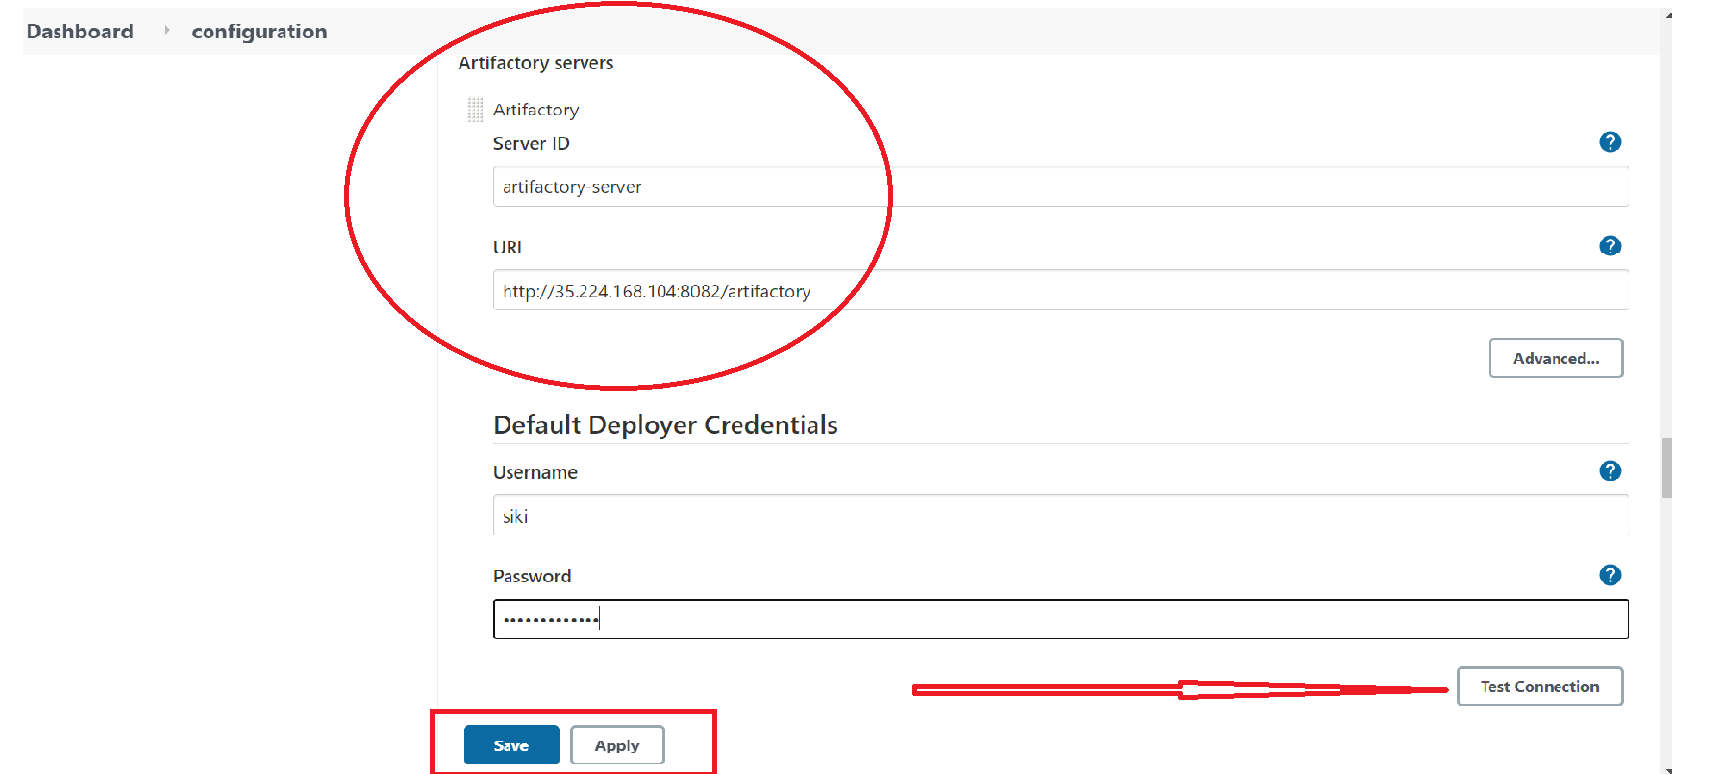 Dashboard configuration
Artifactory servers
Artifactory
Server ID
?
artifactory-server
URI
?
http://35.224.168.104:8082/artifactory
Advanced...
Default Deployer Credentials
Username
?
siki
Password
?
•••••••••••••
Test Connection
Save Apply